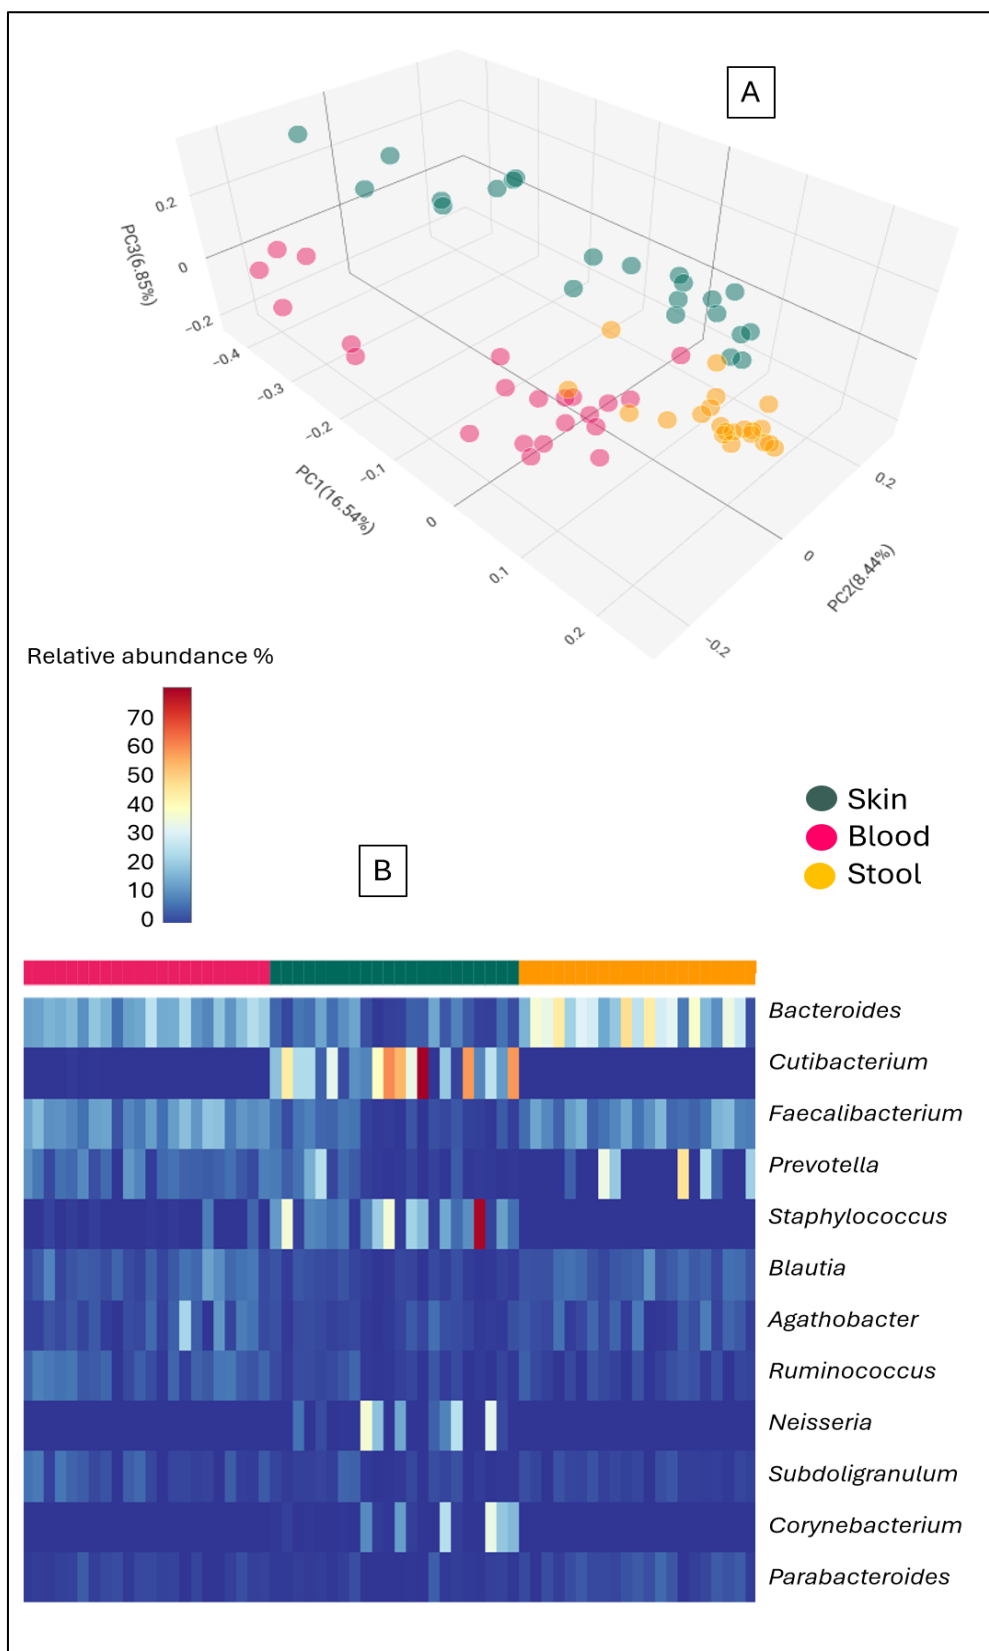 A
0.2
0
−0.2
PC3(6.85%)
−0.4
−0.3
−0.2
−0.1
0
0.1
0.2
PC1(16.54%)
0.2
0
−0.2
PC2(8.44%)
Relative abundance %
70
60
50
40
30
20
10
0
B
Skin
Blood
Stool
Bacteroides
Cutibacterium
Faecalibacterium
Prevotella
Staphylococcus
Blautia
Agathobacter
Ruminococcus
Neisseria
Subdoligranulum
Corynebacterium
Parabacteroides